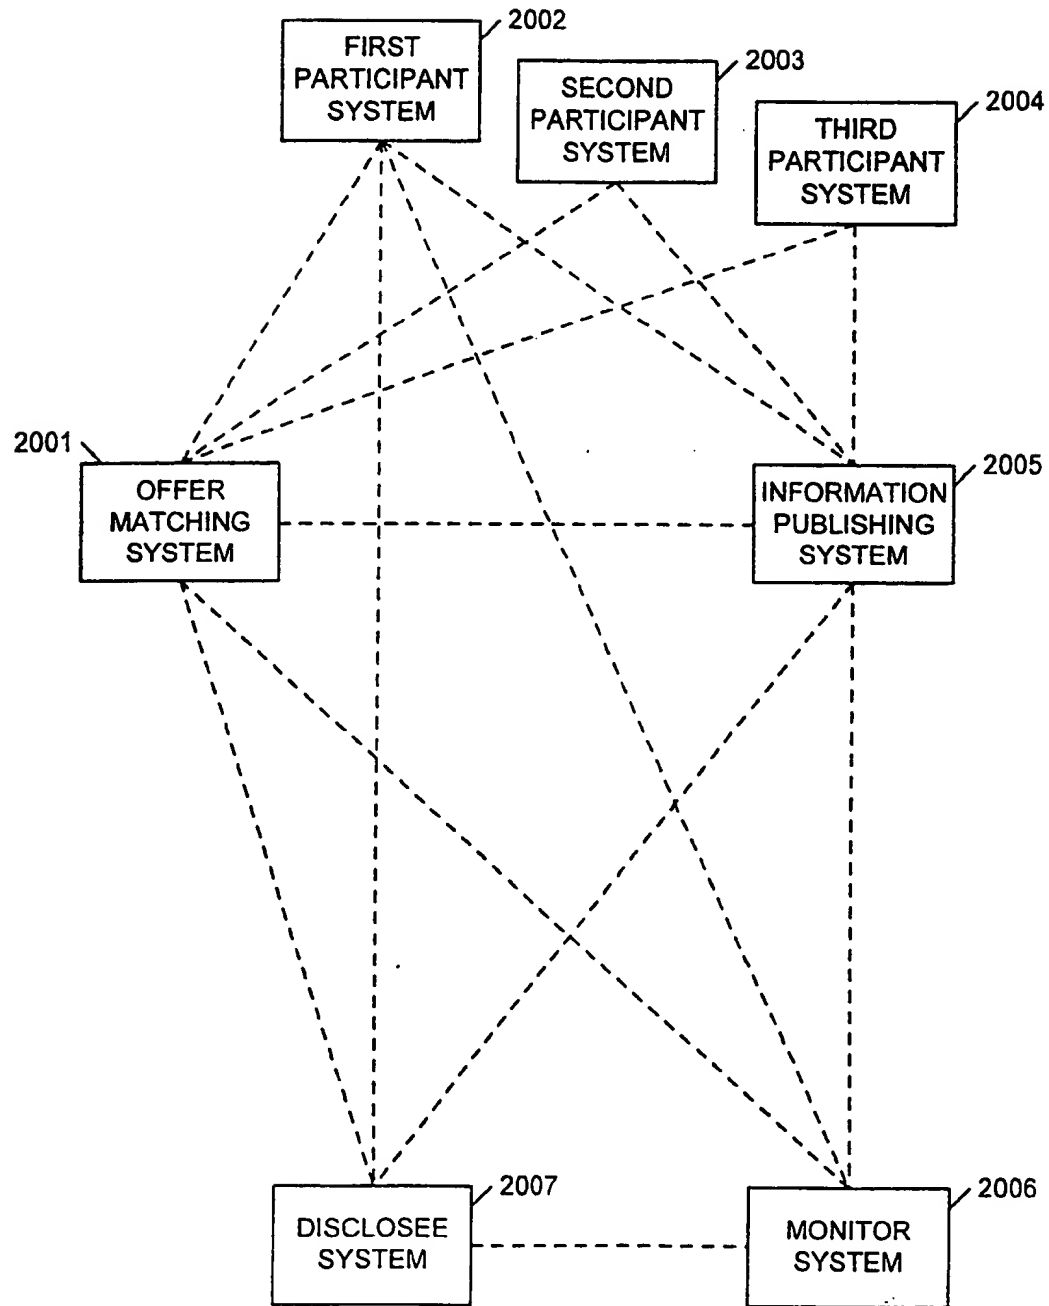 2002
FIRST
PARTICIPANT
SYSTEM
2003
SECOND
PARTICIPANT
SYSTEM
2004
THIRD
PARTICIPANT
SYSTEM
2001
OFFER
MATCHING
SYSTEM
2005
INFORMATION
PUBLISHING
SYSTEM
2007
DISCLOSEE
SYSTEM
2006
MONITOR
SYSTEM